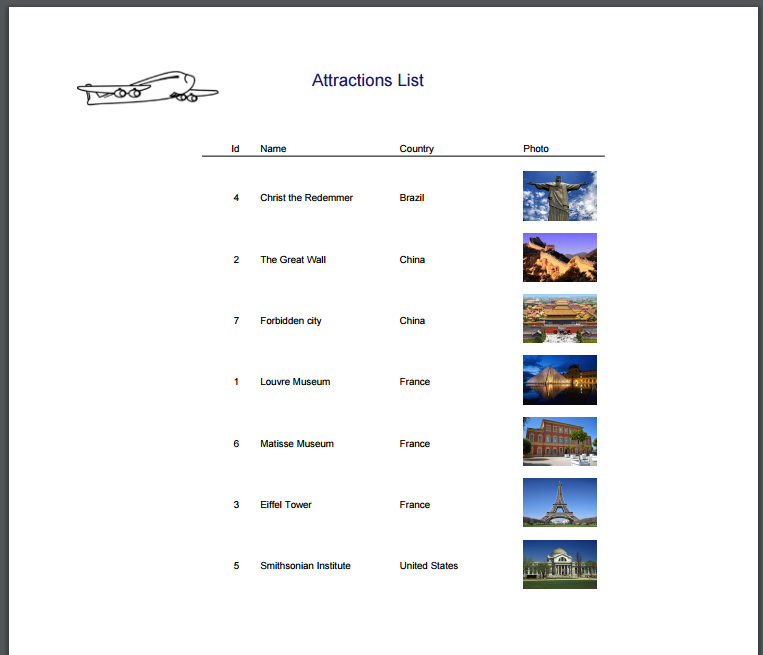 Attractions List
Id Name Country Photo
4 Christ the Redemmer Brazil
2 The Great Wall China
7 Forbidden city China
1 Louvre Museum France
6 Matisse Museum France
3 Eiffel Tower France
5 Smithsonian Institute United States